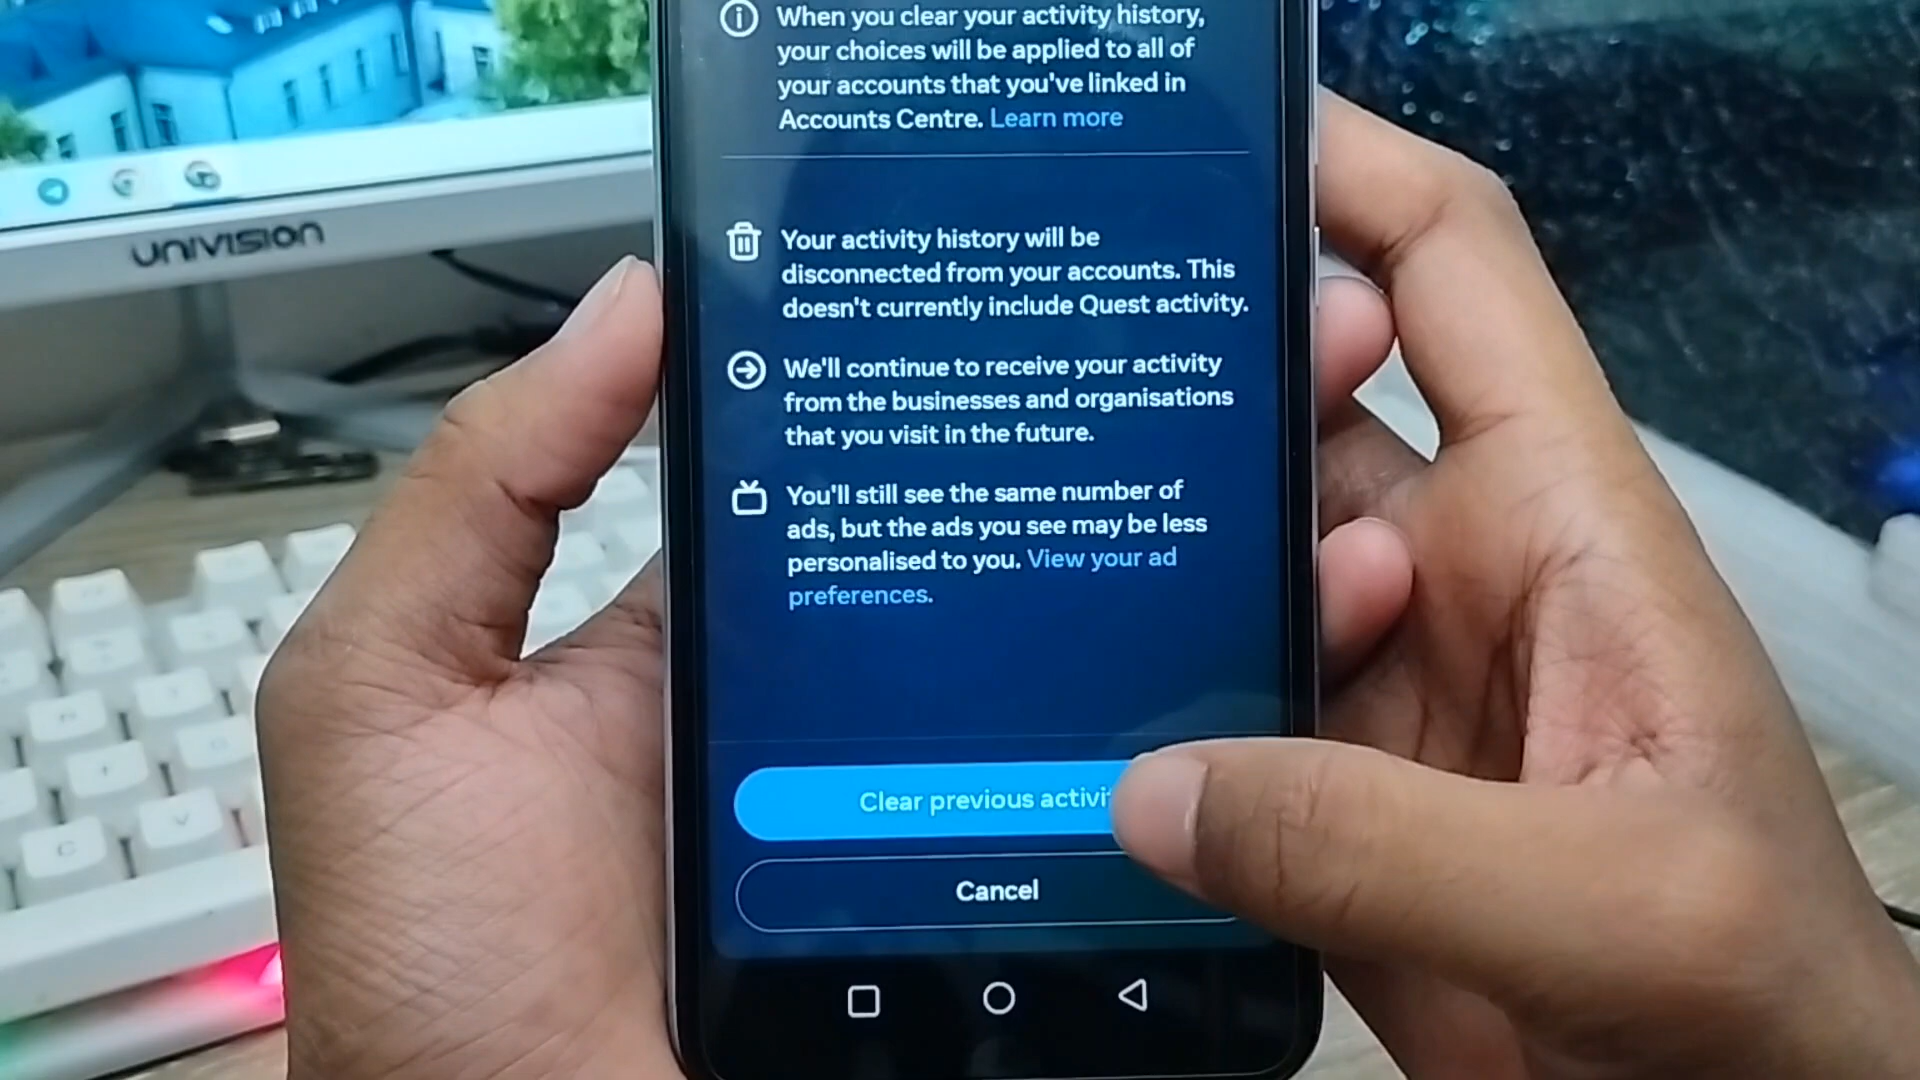 When you clear your activity history,
your choices will be applied to all of
your accounts that you've linked in
Accounts Centre. Learn more
UNIVISION
Your activity history will be
disconnected from your accounts. This
doesn't currently include Quest activity.
We'll continue to receive your activity
from the businesses and organisations
that you visit in the future.
You'll still see the same number of
ads, but the ads you see may be less
personalised to you. View your ad
preferences.
Clear previous activi
Cancel
C
V